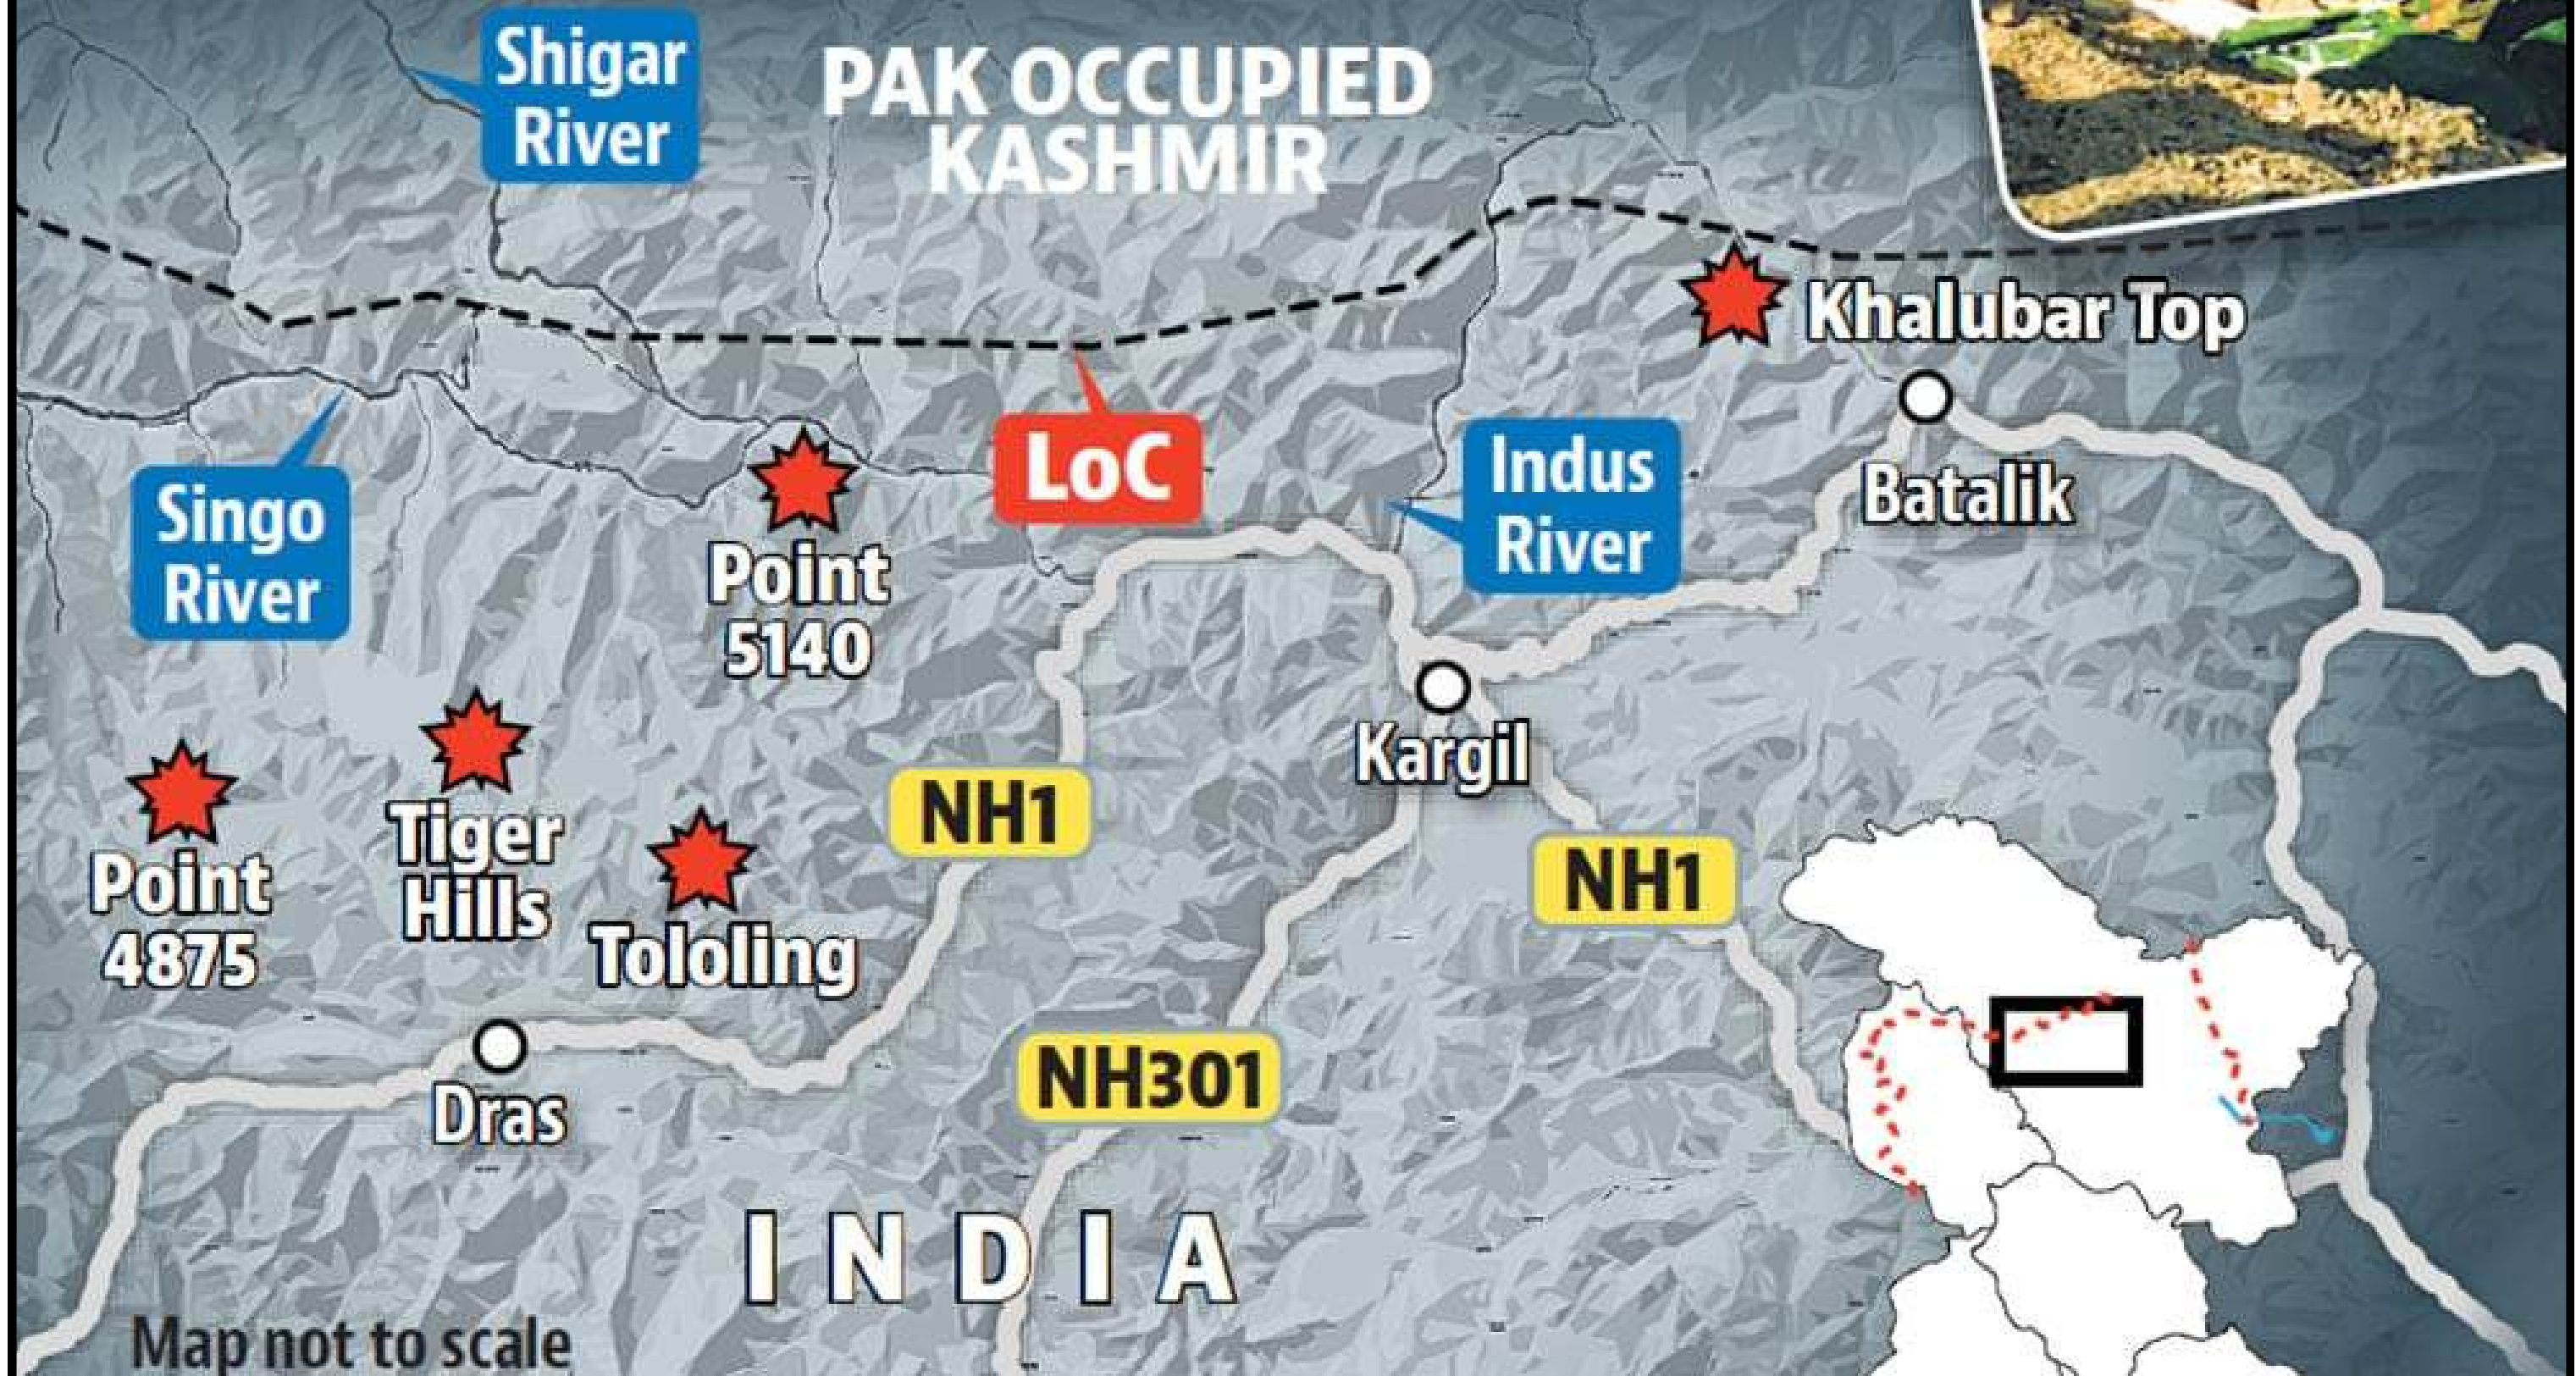 Shigar
River
PAK OCCUPIED
KASHMIR
Khalubar Top
LoC
Indus
River
Batalik
Singo
River
Point
5140
Kargil
Tiger
Hills
Point
4875
NH1
Tololing
NH1
NH301
Dras
INDIA
Map not to scale